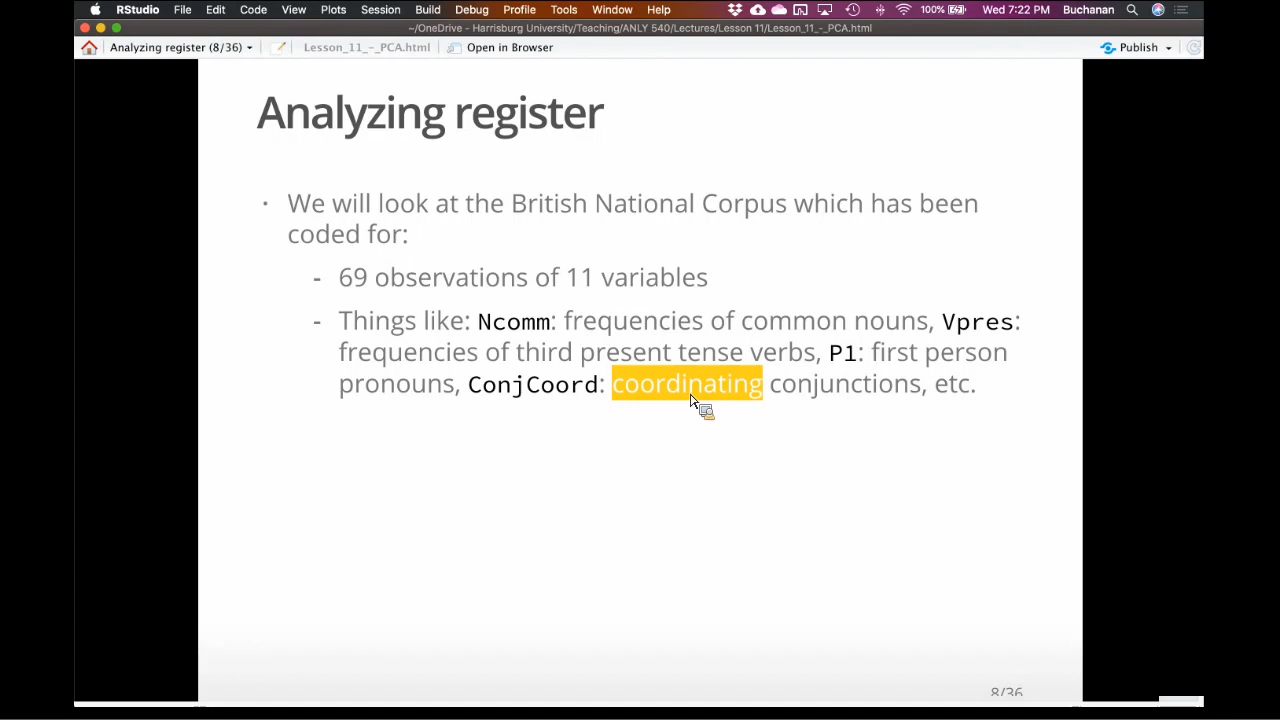 RStudio File Edit Code View Plots Session Build Debug Profile Tools Window Help 100% Wed 7:22 PM Buchanan
~/OneDrive - Harrisburg University/Teaching/ANLY 540/Lectures/Lesson 11/Lesson_11_-_PCA.html
Analyzing register (8/36) Lesson_11_-_PCA.html Open in Browser Publish
Analyzing register
• We will look at the British National Corpus which has been
coded for:
- 69 observations of 11 variables
- Things like: Ncomm: frequencies of common nouns, Vpres:
frequencies of third present tense verbs, P1: first person
pronouns, ConjCoord: coordinating conjunctions, etc.
8/36